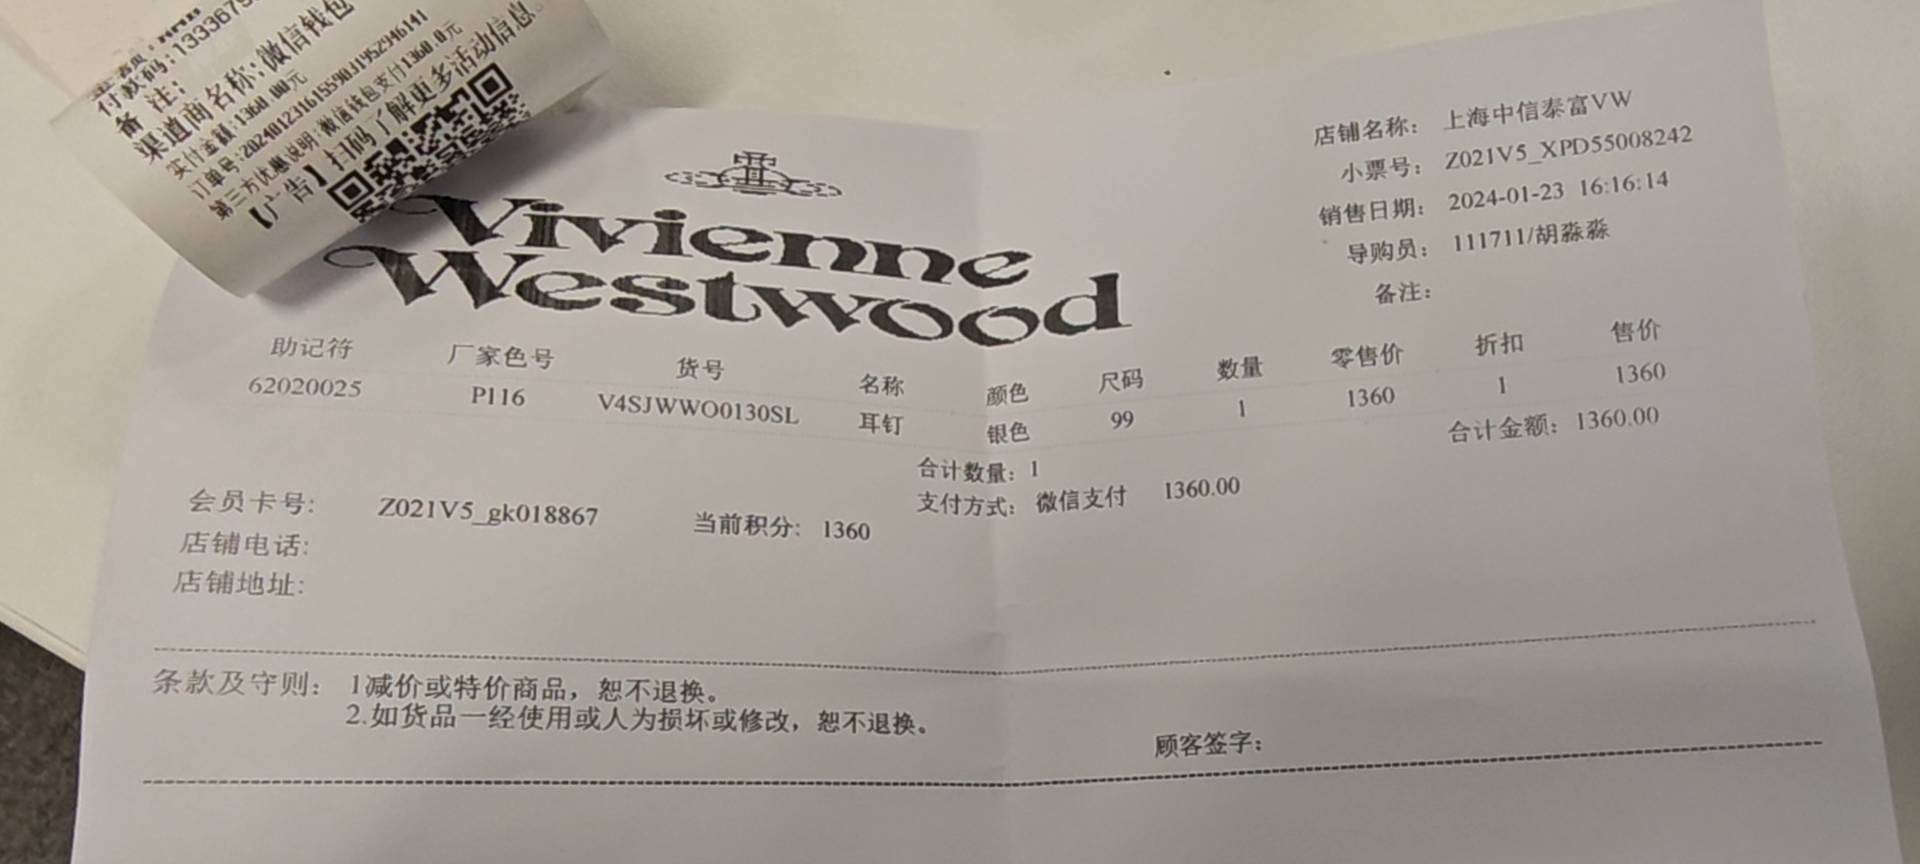 付款码: 1333679
备 注:
渠道商名称: 微信钱包
实付金额: 1360.00元
订单号: 2024012316155903195294614​1
第三方优惠说明: 微信钱包支付1360.0元
【广告】扫码了解更多活动信息
Vivienne
Westwood
店铺名称: 上海中信泰富VW
小票号: Z021V5_XPD55008242
销售日期: 2024-01-23 16:16:14
导购员: 111711/胡淼淼
备注:
助记符 厂家色号 货号 名称 颜色 尺码 数量 零售价 折扣 售价
62020025 P116 V4SJWWO0130SL 耳钉 银色 99 1 1360 1 1360
合计数量: 1 合计金额: 1360.00
支付方式: 微信支付 1360.00
会员卡号: Z021V5_gk018867 当前积分: 1360
店铺电话:
店铺地址:
条款及守则: 1减价或特价商品，恕不退换。
2.如货品一经使用或人为损坏或修改，恕不退换。
顾客签字: